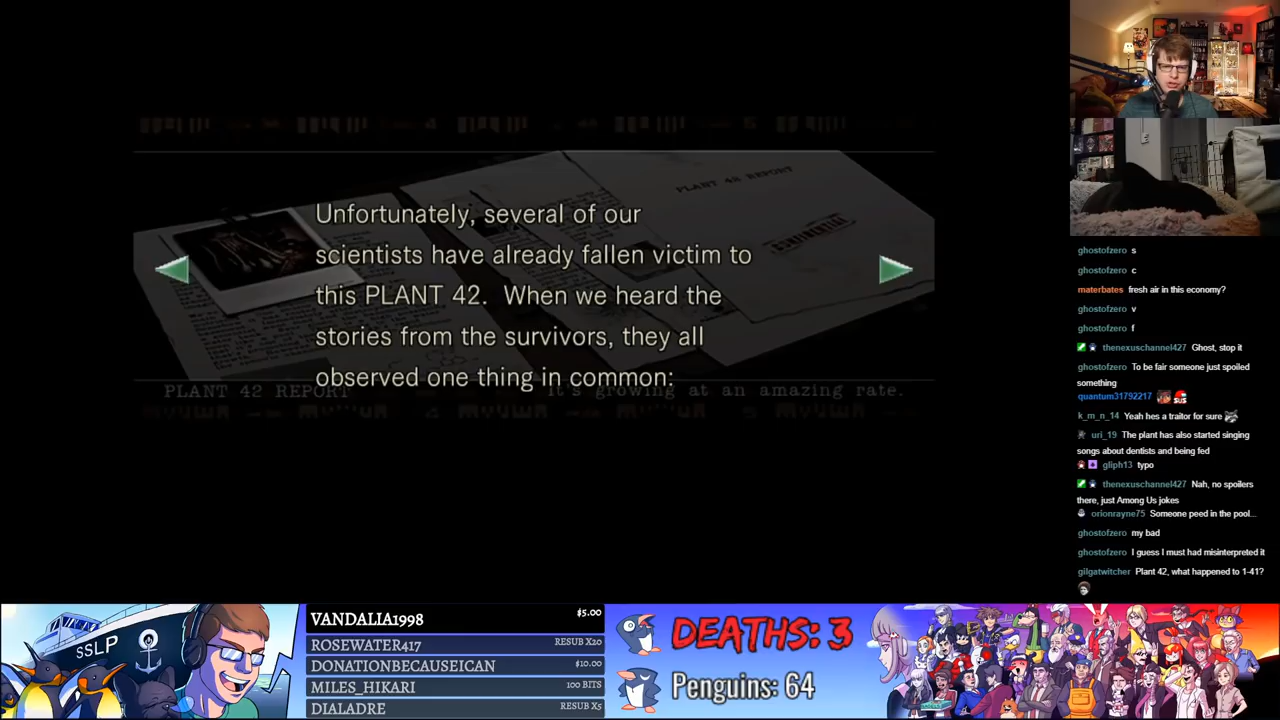 PLANT 42 REPORT
Unfortunately, several of our
scientists have already fallen victim to
this PLANT 42. When we heard the
stories from the survivors, they all
observed one thing in common:
PLANT 42 REPORT
it's growing at an amazing rate.
ghostofzero s
ghostofzero c
materbates fresh air in this economy?
ghostofzero v
ghostofzero f
thenexuschannel427 Ghost, stop it
ghostofzero To be fair someone just spoiled
something
quantum31792217
k_m_n_14 Yeah hes a traitor for sure
uri_19 The plant has also started singing
songs about dentists and being fed
gliph13 typo
thenexuschannel427 Nah, no spoilers
there, just Among Us jokes
orionrayne75 Someone peed in the pool...
ghostofzero my bad
ghostofzero I guess I must had misinterpreted it
gilgatwitcher Plant 42, what happened to 1-41?
SSLP
VANDALIA1998 $5.00
ROSEWATER417 RESUB X20
DONATIONBECAUSEICAN $10.00
MILES_HIKARI 100 BITS
DIALADRE RESUB X5
DEATHS: 3
Penguins: 64